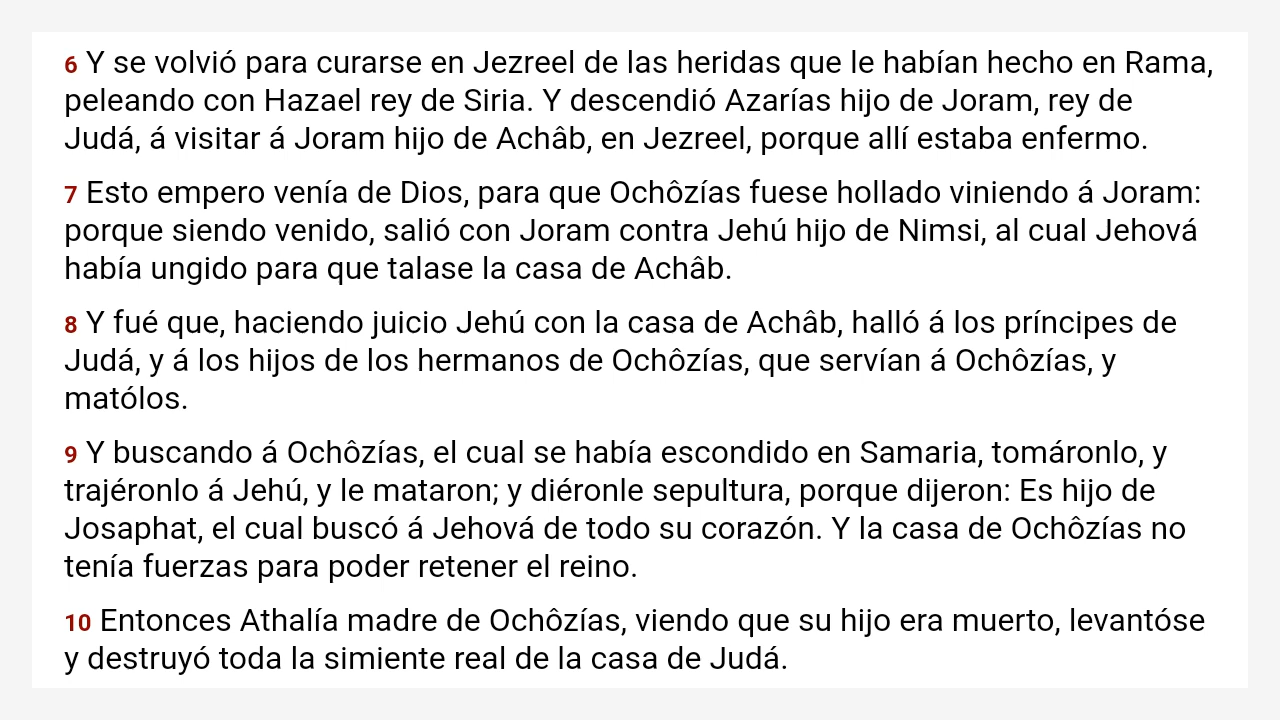 6 Y se volvió para curarse en Jezreel de las heridas que le habían hecho en Rama,
peleando con Hazael rey de Siria. Y descendió Azarías hijo de Joram, rey de
Judá, á visitar á Joram hijo de Achâb, en Jezreel, porque allí estaba enfermo.
7 Esto empero venía de Dios, para que Ochôzías fuese hollado viniendo á Joram:
porque siendo venido, salió con Joram contra Jehú hijo de Nimsi, al cual Jehová
había ungido para que talase la casa de Achâb.
8 Y fué que, haciendo juicio Jehú con la casa de Achâb, halló á los príncipes de
Judá, y á los hijos de los hermanos de Ochôzías, que servían á Ochôzías, y
matólos.
9 Y buscando á Ochôzías, el cual se había escondido en Samaria, tomáronlo, y
trajéronlo á Jehú, y le mataron; y diéronle sepultura, porque dijeron: Es hijo de
Josaphat, el cual buscó á Jehová de todo su corazón. Y la casa de Ochôzías no
tenía fuerzas para poder retener el reino.
10 Entonces Athalía madre de Ochôzías, viendo que su hijo era muerto, levantóse
y destruyó toda la simiente real de la casa de Judá.